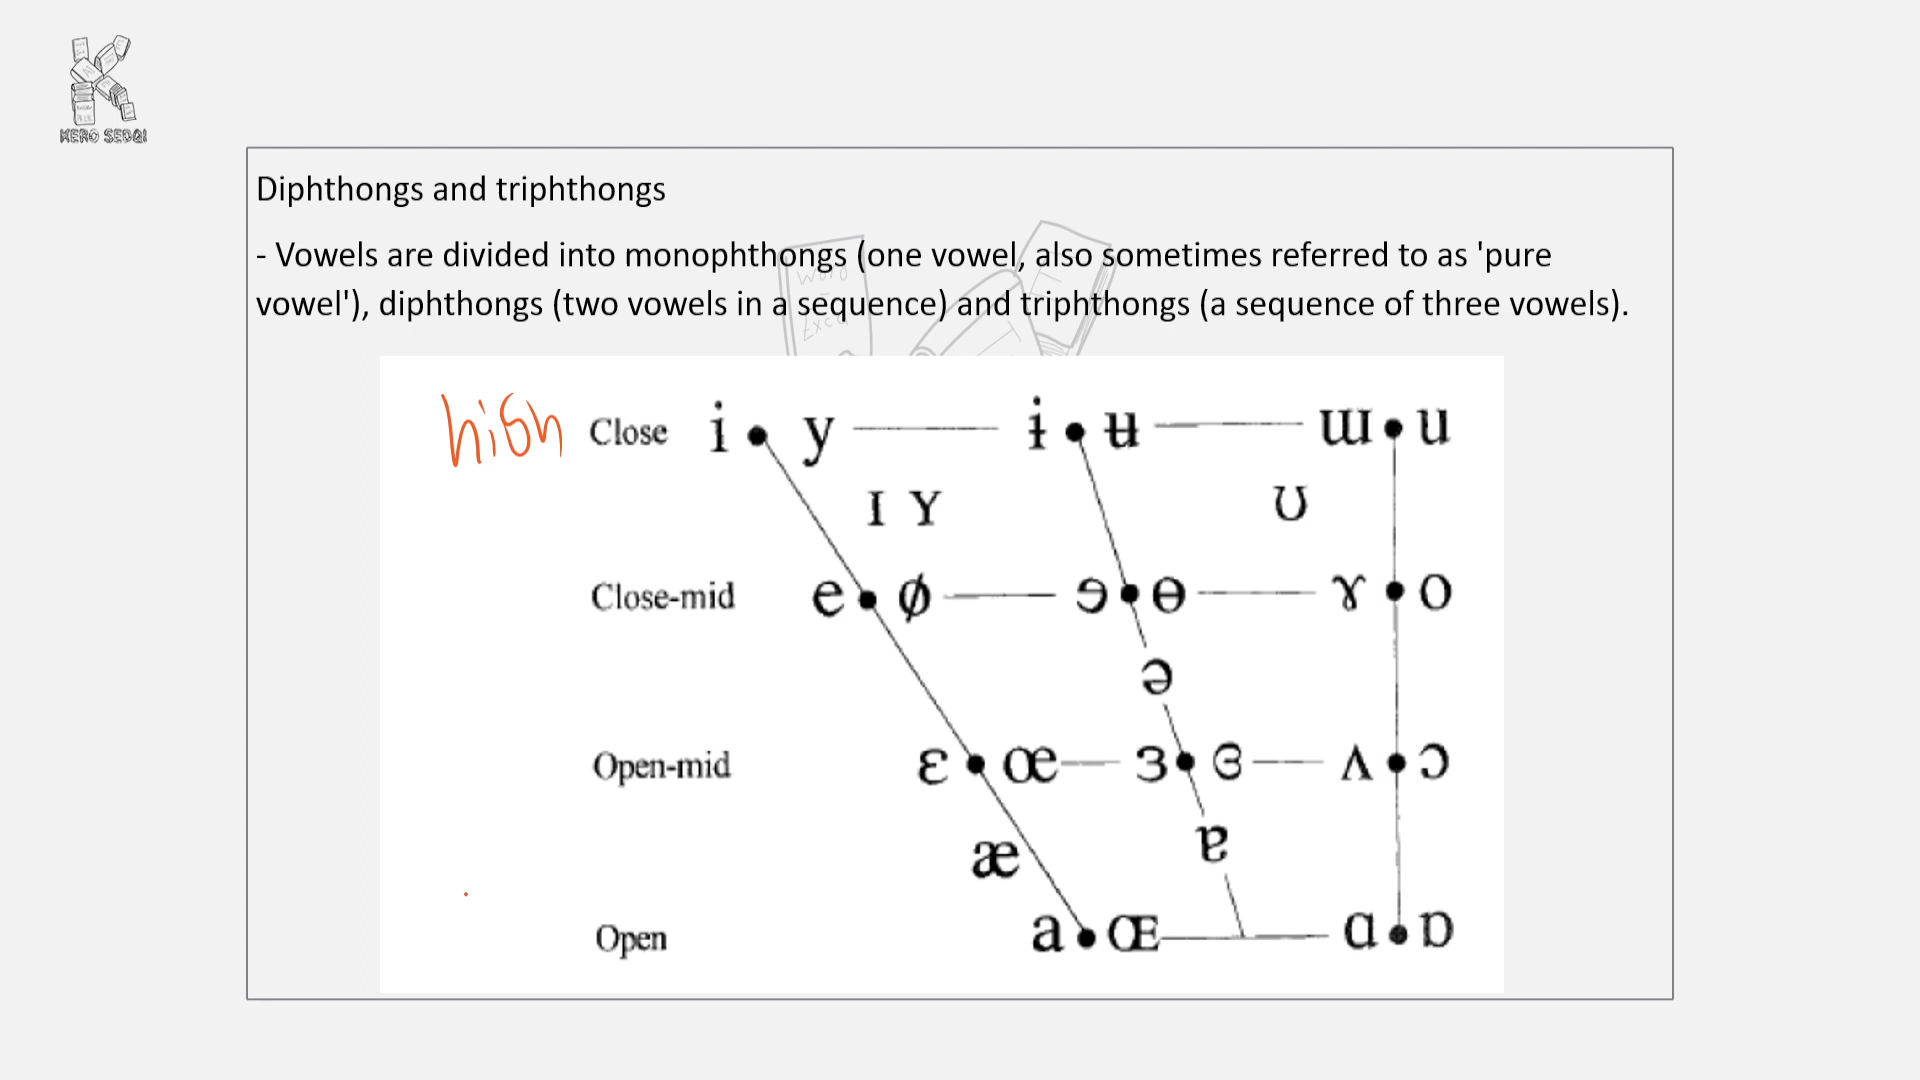 KERO SEDQI
Diphthongs and triphthongs
- Vowels are divided into monophthongs (one vowel, also sometimes referred to as 'pure
vowel'), diphthongs (two vowels in a sequence) and triphthongs (a sequence of three vowels).
high Close i • y ɨ • ʉ ɯ • u
ɪ ʏ ʊ
Close-mid e • ø ɘ • ɵ ɤ • o
ə
Open-mid ɛ • œ ɜ • ɞ ʌ • ɔ
æ ɐ
Open a • ɶ ɑ • ɒ